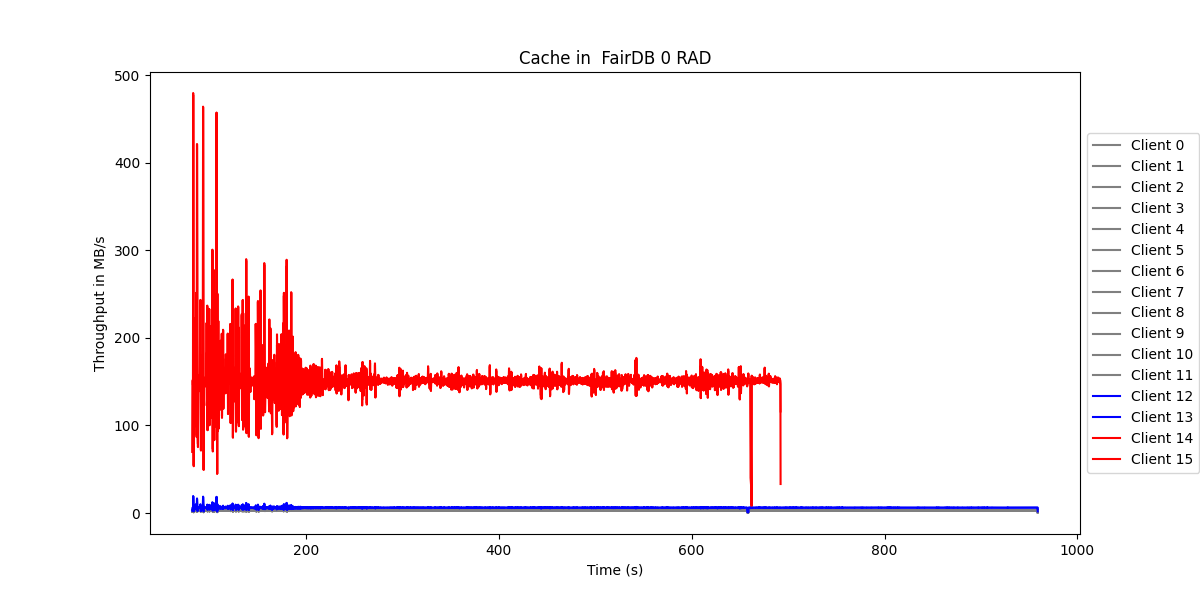 Cache in  FairDB 0 RAD
500
400
300
200
100
0
Throughput in MB/s
200
400
600
800
1000
Time (s)
Client 0
Client 1
Client 2
Client 3
Client 4
Client 5
Client 6
Client 7
Client 8
Client 9
Client 10
Client 11
Client 12
Client 13
Client 14
Client 15